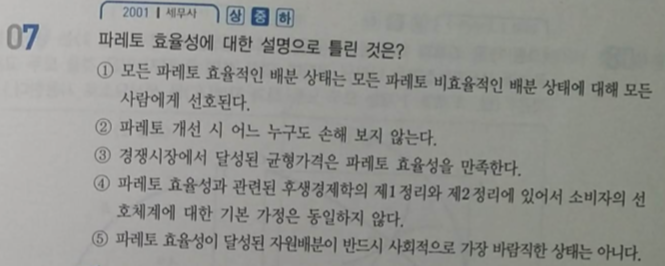 2001 | 세무사 상 중 하
07
파레토 효율성에 대한 설명으로 틀린 것은?
① 모든 파레토 효율적인 배분 상태는 모든 파레토 비효율적인 배분 상태에 대해 모든
사람에게 선호된다.
② 파레토 개선 시 어느 누구도 손해 보지 않는다.
③ 경쟁시장에서 달성된 균형가격은 파레토 효율성을 만족한다.
④ 파레토 효율성과 관련된 후생경제학의 제1정리와 제2정리에 있어서 소비자의 선
호체계에 대한 기본 가정은 동일하지 않다.
⑤ 파레토 효율성이 달성된 자원배분이 반드시 사회적으로 가장 바람직한 상태는 아니다.